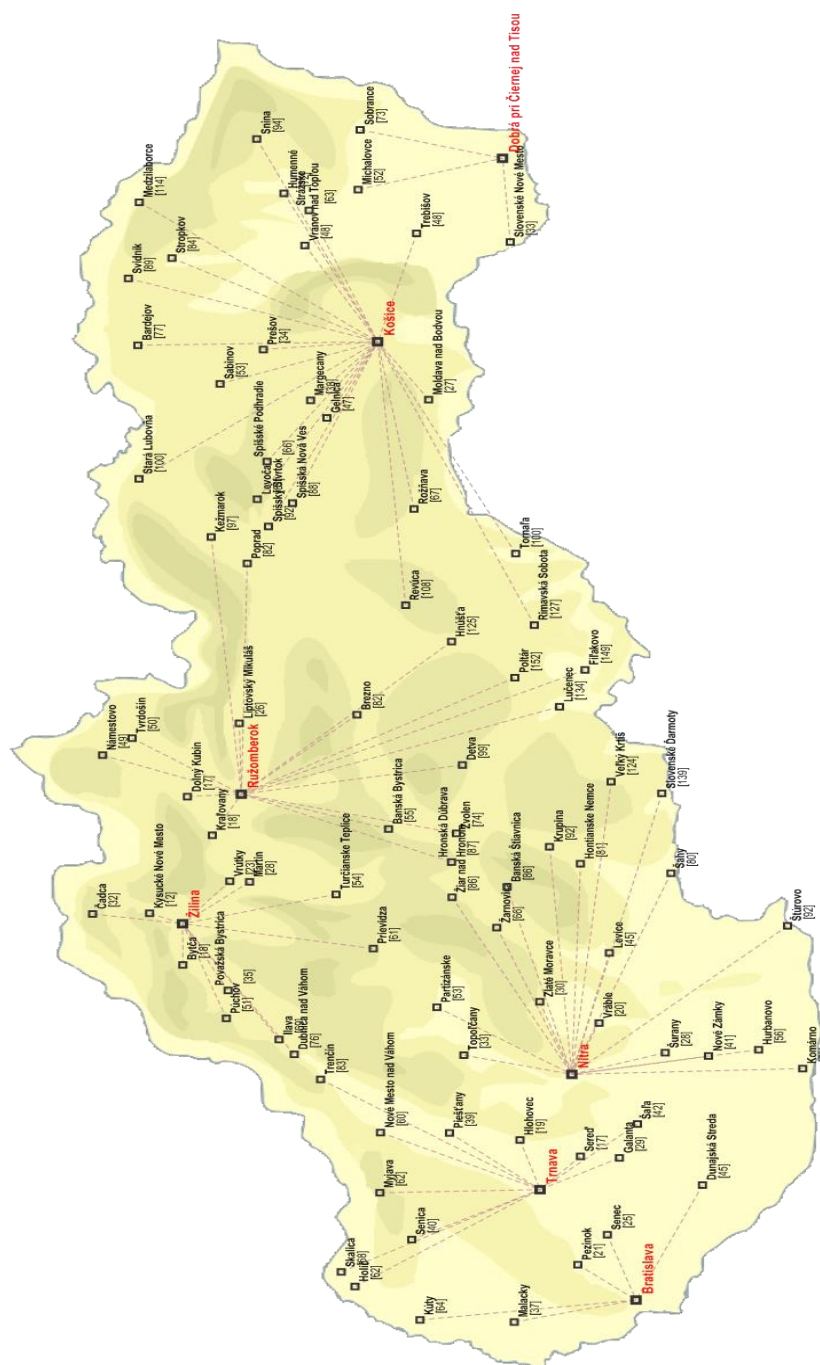 Čadca
[32]
Námestovo
[49]
Tvrdošín
[50]
Kysucké Nové Mesto
[12]
Žilina
Bytča
[18]
Považská Bystrica
[35]
Púchov
[51]
Dolný Kubín
[17]
Kraľovany
[18]
Vrútky
[23]
Martin
[28]
Ružomberok
Liptovský Mikuláš
[26]
Kežmarok
[97]
Poprad
[82]
Stará Ľubovňa
[100]
Bardejov
[77]
Svidník
[89]
Medzilaborce
[114]
Stropkov
[84]
Sabinov
[53]
Prešov
[34]
Snina
[94]
Humenné
Strážske
Vranov nad Topľou
[48]
[63]
Levoča
Spišské Podhradie
[66]
Spišský Štvrtok
[92]
Spišská Nová Ves
[88]
Margecany
[38]
Gelnica
[47]
Sobrance
[73]
Michalovce
[52]
Košice
Trebišov
[48]
Dobrá pri Čiernej nad Tisou
Slovenské Nové Mesto
[33]
Moldava nad Bodvou
[27]
Rožňava
[67]
Revúca
[108]
Tornaľa
[100]
Rimavská Sobota
[127]
Hnúšťa
[125]
Poltár
[152]
Fiľakovo
[149]
Lučenec
[134]
Brezno
[82]
Detva
[99]
Banská Bystrica
[55]
Zvolen
[74]
Hronská Dúbrava
[87]
Žiar nad Hronom
[86]
Banská Štiavnica
[86]
Žarnovica
[66]
Krupina
[92]
Hontianske Nemce
[81]
Veľký Krtíš
[124]
Slovenské Ďarmoty
[139]
Šahy
[80]
Turčianske Teplice
[54]
Prievidza
[61]
Ilava
[69]
Dubnica nad Váhom
[76]
Trenčín
[83]
Partizánske
[53]
Topoľčany
[33]
Zlaté Moravce
[30]
Levice
[45]
Vráble
[20]
Nitra
Šurany
[28]
Nové Zámky
[41]
Hurbanovo
[56]
Štúrovo
[92]
Komárno
Nové Mesto nad Váhom
[60]
Piešťany
[39]
Hlohovec
[19]
Myjava
[62]
Senica
[40]
Skalica
[68]
Holíč
[62]
Trnava
Sereď
[17]
Galanta
[29]
Šaľa
[42]
Dunajská Streda
[45]
Kúty
[64]
Malacky
[37]
Pezinok
[21]
Senec
[25]
Bratislava